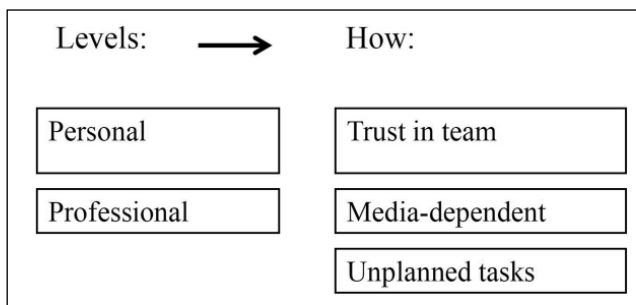 Levels: How:
Personal Trust in team
Professional Media-dependent
Unplanned tasks